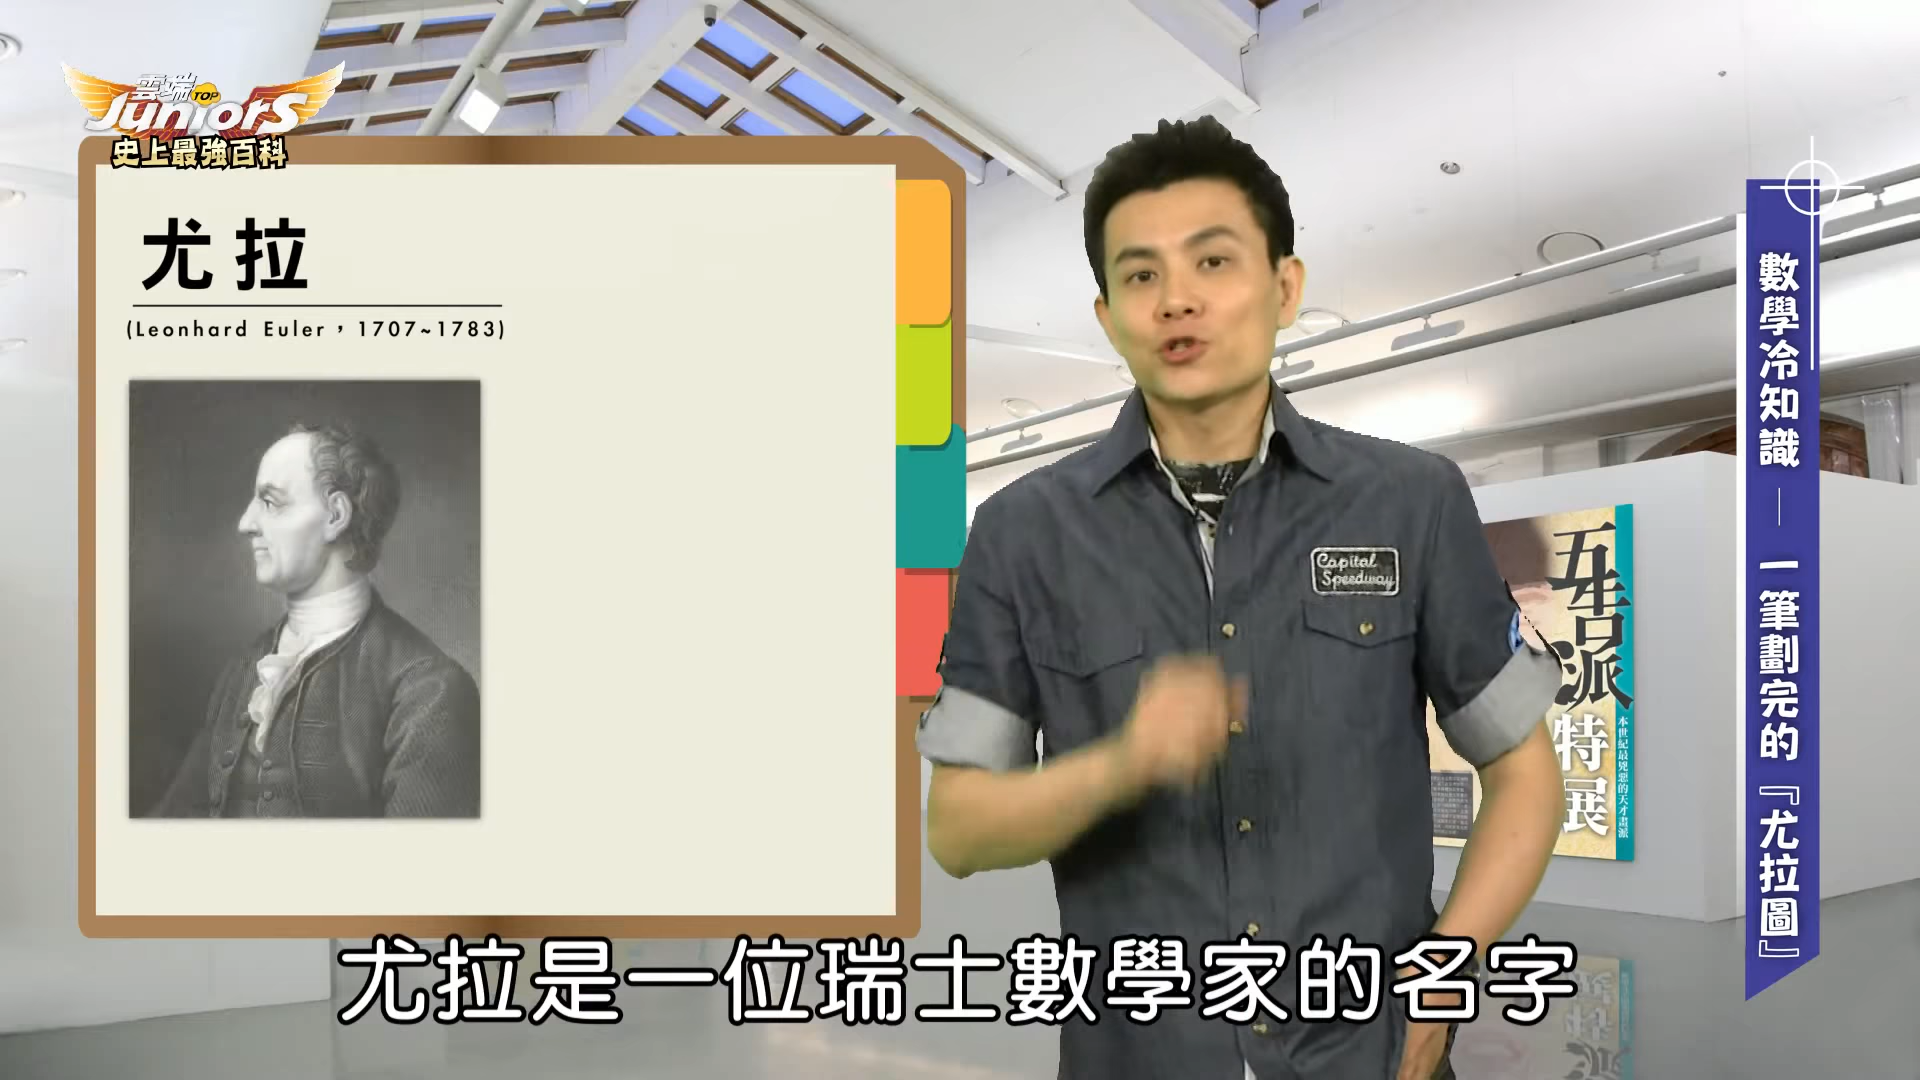 雲端
TOP
JuniorS
史上最強百科
尤拉
(Leonhard Euler，1707~1783)
Capital
Speedway
五告派
特展
本世紀最兇惡的天才畫派
數學冷知識 — 一筆劃完的『尤拉圖』
尤拉是一位瑞士數學家的名字